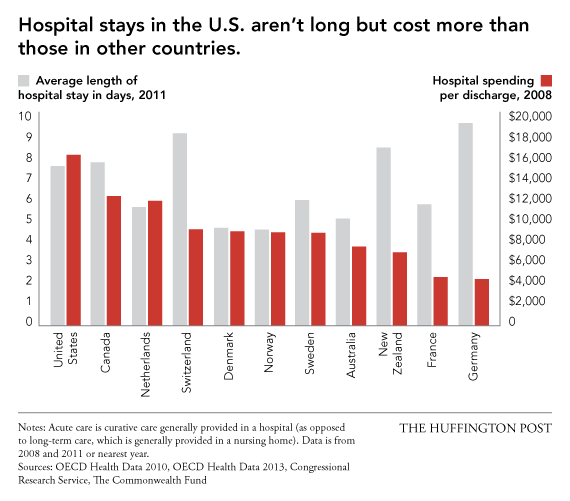 Hospital stays in the U.S. aren’t long but cost more than
those in other countries.
Average length of
hospital stay in days, 2011
Hospital spending
per discharge, 2008
10
9
8
7
6
5
4
3
2
1
0
$20,000
$18,000
$16,000
$14,000
$12,000
$10,000
$8,000
$6,000
$4,000
$2,000
0
United
States
Canada
Netherlands
Switzerland
Denmark
Norway
Sweden
Australia
New
Zealand
France
Germany
Notes: Acute care is curative care generally provided in a hospital (as opposed
to long-term care, which is generally provided in a nursing home). Data is from
2008 and 2011 or nearest year.
Sources: OECD Health Data 2010, OECD Health Data 2013, Congressional
Research Service, The Commonwealth Fund
THE HUFFINGTON POST